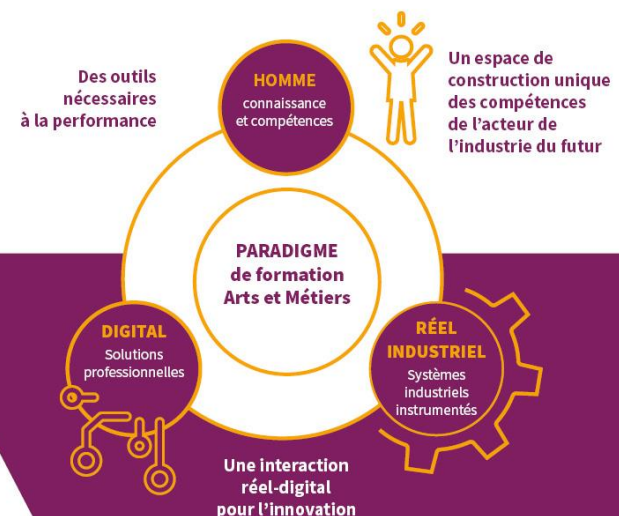 Des outils
nécessaires
à la performance
HOMME
connaissance
et compétences
Un espace de
construction unique
des compétences
de l'acteur de
l'industrie du futur
PARADIGME
de formation
Arts et Métiers
DIGITAL
Solutions
professionnelles
RÉEL
INDUSTRIEL
Systèmes
industriels
instrumentés
Une interaction
réel-digital
pour l'innovation